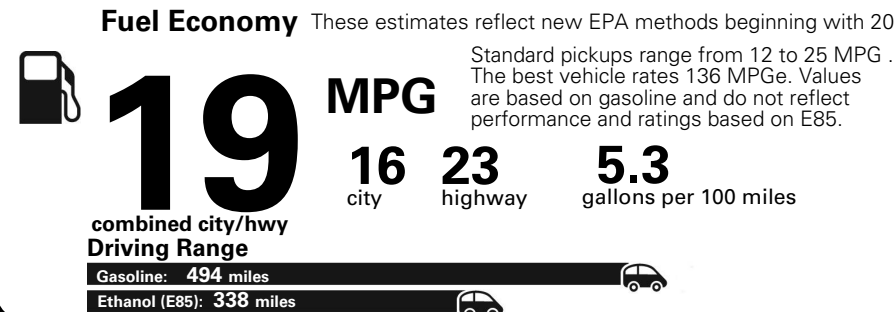 Fuel Economy These estimates reflect new EPA methods beginning with 20
Standard pickups range from 12 to 25 MPG .
The best vehicle rates 136 MPGe. Values
are based on gasoline and do not reflect
performance and ratings based on E85.
19 MPG
16 city
23 highway
5.3 gallons per 100 miles
combined city/hwy
Driving Range
Gasoline: 494 miles
Ethanol (E85): 338 miles